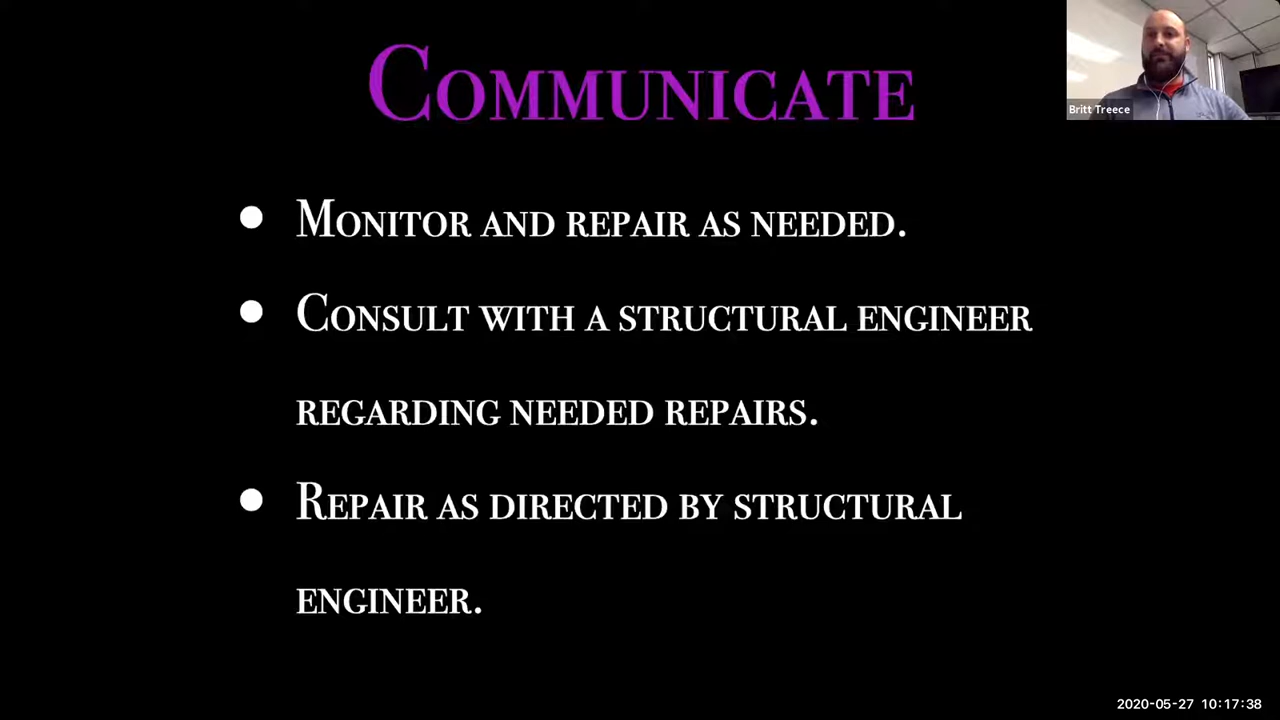 Communicate
Britt Treece
• Monitor and repair as needed.
• Consult with a structural engineer
regarding needed repairs.
• Repair as directed by structural
engineer.
2020-05-27 10:17:38